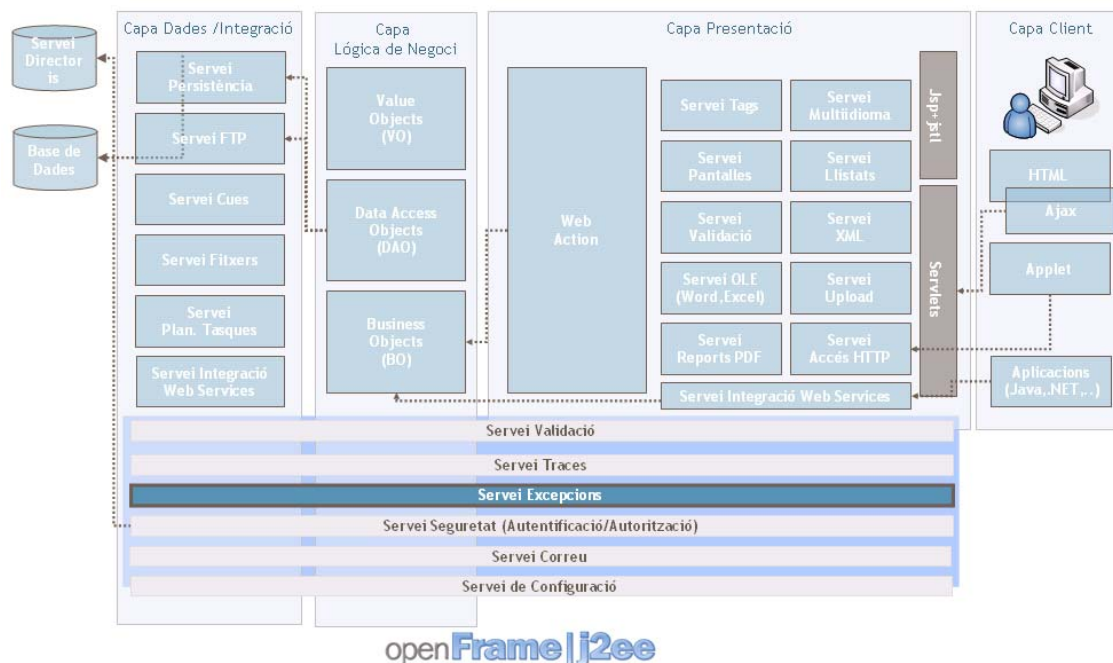 Capa Dades /Integració
Capa
Lógica de Negoci
Capa Presentació
Capa Client
Servei
Director
is
Base de
Dades
Servei
Persistència
Servei FTP
Servei Cues
Servei Fitxers
Servei
Plan. Tasques
Servei Integració
Web Services
Value
Objects
(VO)
Data Access
Objects
(DAO)
Business
Objects
(BO)
Web
Action
Servei Tags
Servei
Multiidioma
Servei
Pantalles
Servei
Llistats
Servei
Validació
Servei
XML
Servei OLE
(Word,Excel)
Servei
Upload
Servei
Reports PDF
Servei
Accés HTTP
Servei Integració Web Services
Jsp+jstl
Servlets
HTML
Ajax
Applet
Aplicacions
(Java,.NET,..)
Servei Validació
Servei Traces
Servei Excepcions
Servei Seguretat (Autentificació/Autorització)
Servei Correu
Servei de Configuració
openFrame|j2ee